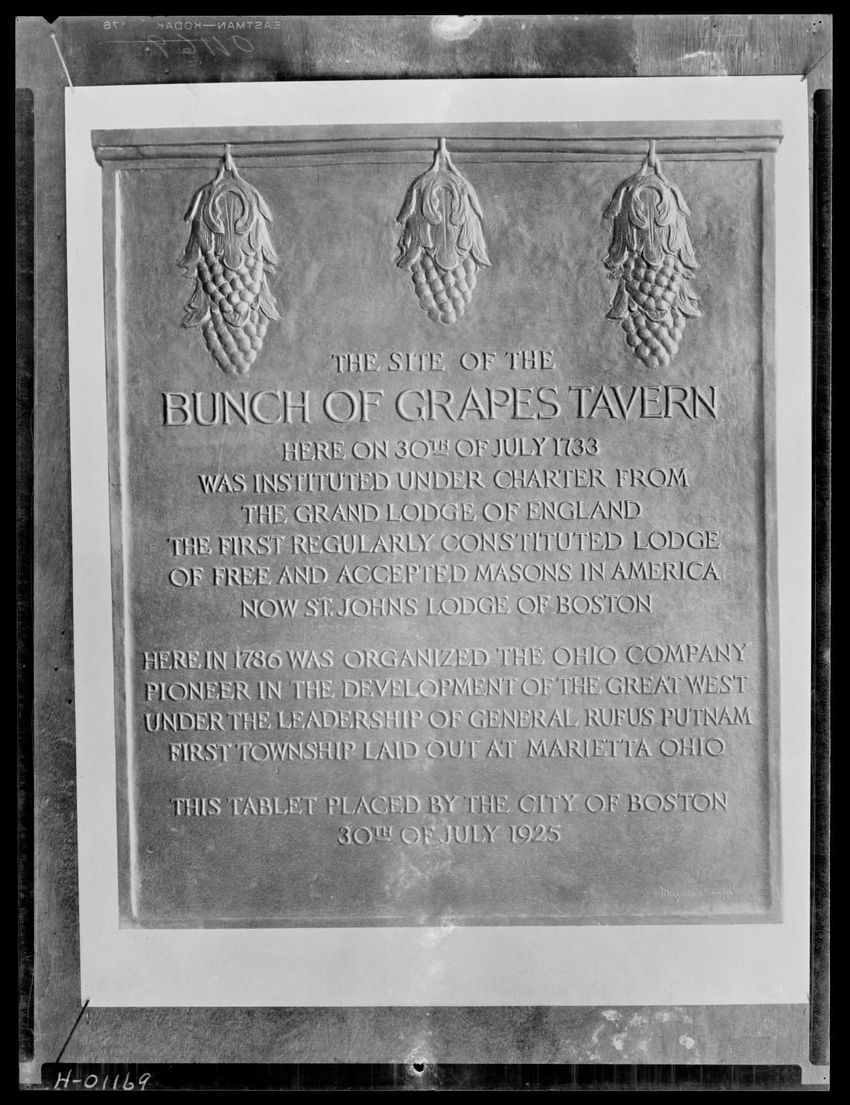 EASTMAN—KODAK 78
01169
THE SITE OF THE
BUNCH OF GRAPES TAVERN
HERE ON 30TH OF JULY 1733
WAS INSTITUTED UNDER CHARTER FROM
THE GRAND LODGE OF ENGLAND
THE FIRST REGULARLY CONSTITUTED LODGE
OF FREE AND ACCEPTED MASONS IN AMERICA
NOW ST. JOHNS LODGE OF BOSTON
HERE IN 1786 WAS ORGANIZED THE OHIO COMPANY
PIONEER IN THE DEVELOPMENT OF THE GREAT WEST
UNDER THE LEADERSHIP OF GENERAL RUFUS PUTNAM
FIRST TOWNSHIP LAID OUT AT MARIETTA OHIO
THIS TABLET PLACED BY THE CITY OF BOSTON
30TH OF JULY 1925
H-01169